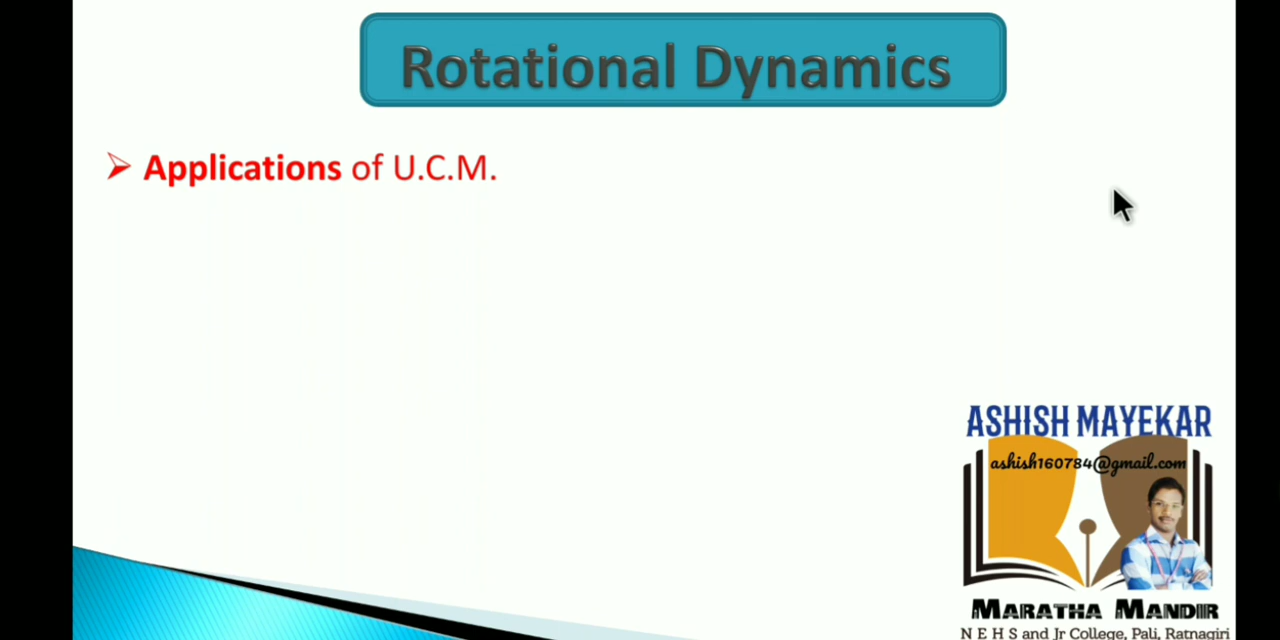 Rotational Dynamics
Applications of U.C.M.
ASHISH MAYEKAR
ashish160784@gmail.com
MARATHA MANDIR
N E H S and Jr College, Pali, Ratnagiri